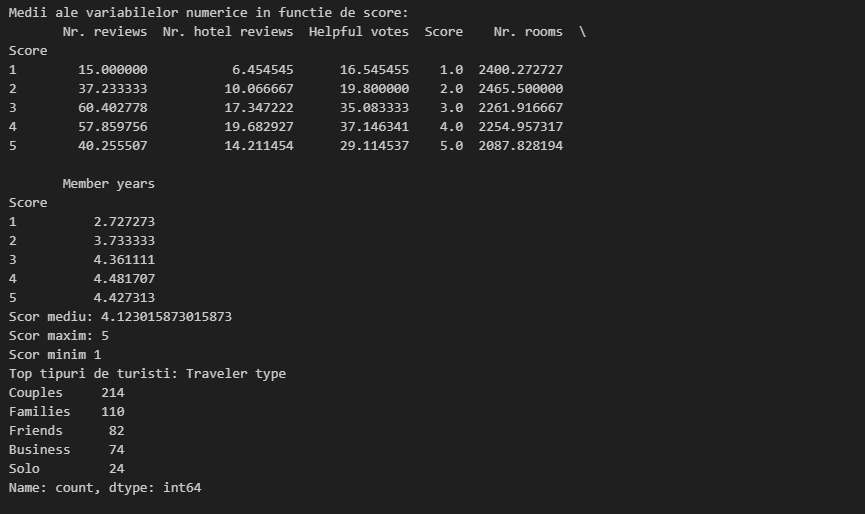 Medii ale variabilelor numerice in functie de score:
       Nr. reviews  Nr. hotel reviews  Helpful votes  Score    Nr. rooms  \
Score
1        15.000000           6.454545      16.545455    1.0  2400.272727
2        37.233333          10.066667      19.800000    2.0  2465.500000
3        60.402778          17.347222      35.083333    3.0  2261.916667
4        57.859756          19.682927      37.146341    4.0  2254.957317
5        40.255507          14.211454      29.114537    5.0  2087.828194

       Member years
Score
1          2.727273
2          3.733333
3          4.361111
4          4.481707
5          4.427313
Scor mediu: 4.123015873015873
Scor maxim: 5
Scor minim 1
Top tipuri de turisti: Traveler type
Couples     214
Families    110
Friends      82
Business     74
Solo         24
Name: count, dtype: int64